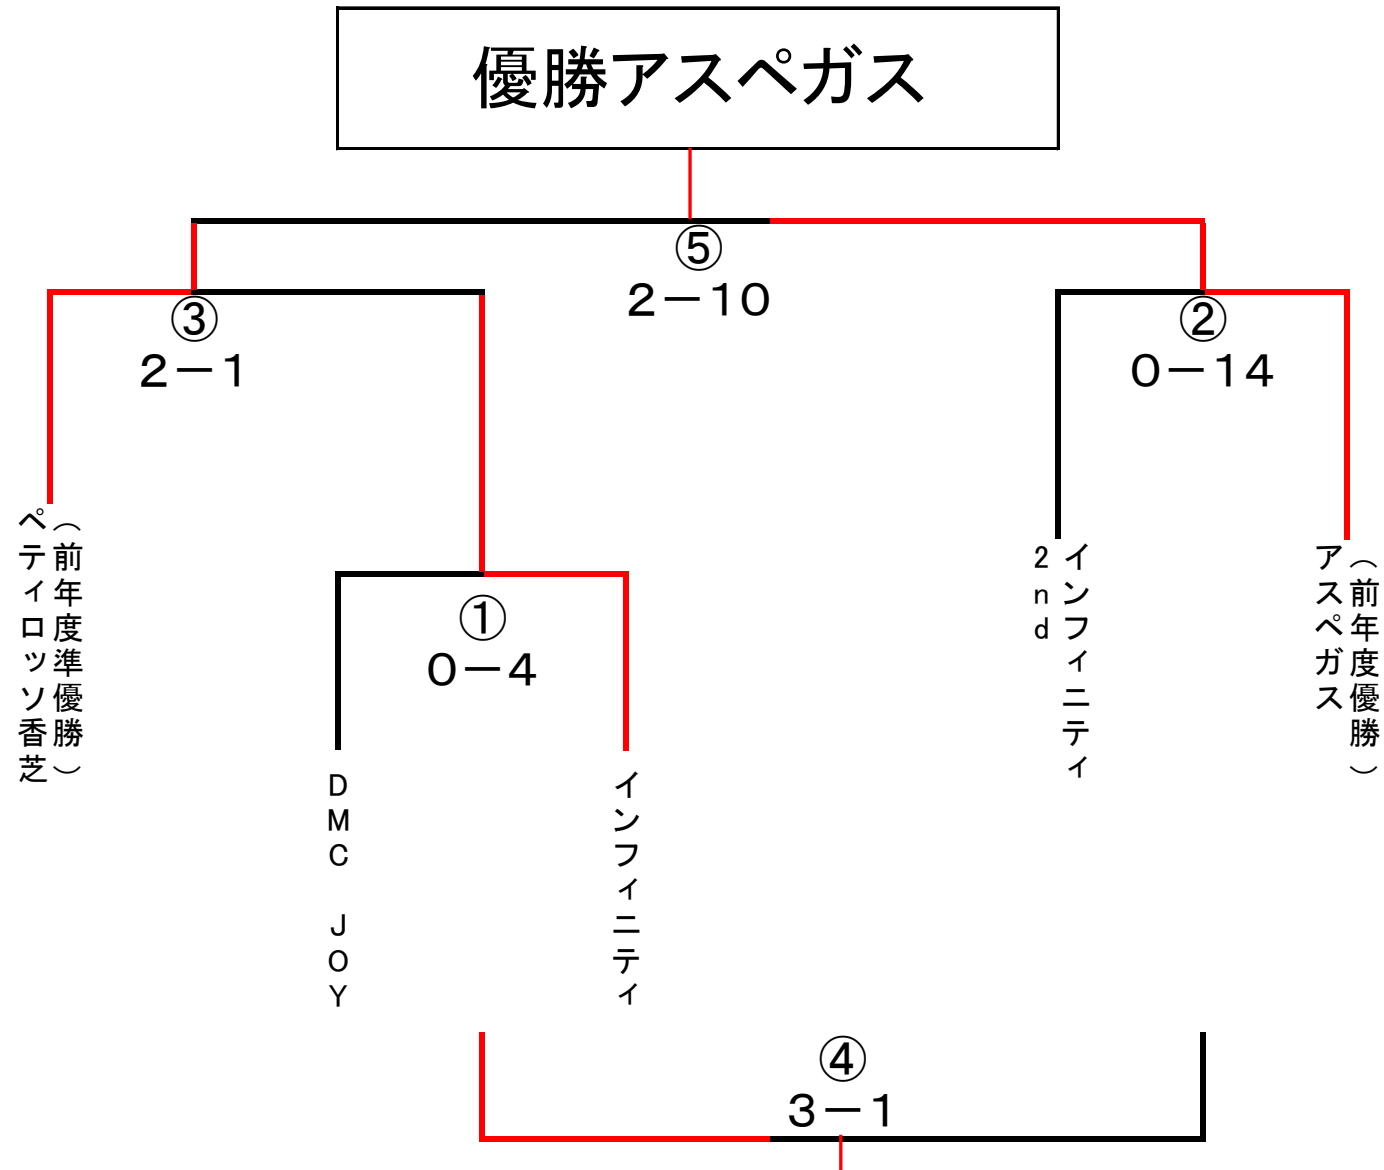 優勝アスペガス
⑤
2－10
③
2－1
②
0－14
（前年度準優勝）
ペティロッソ香芝
①
0－4
DMC JOY
インフィニティ
インフィニティ
2nd
（前年度優勝）
アスペガス
④
3－1